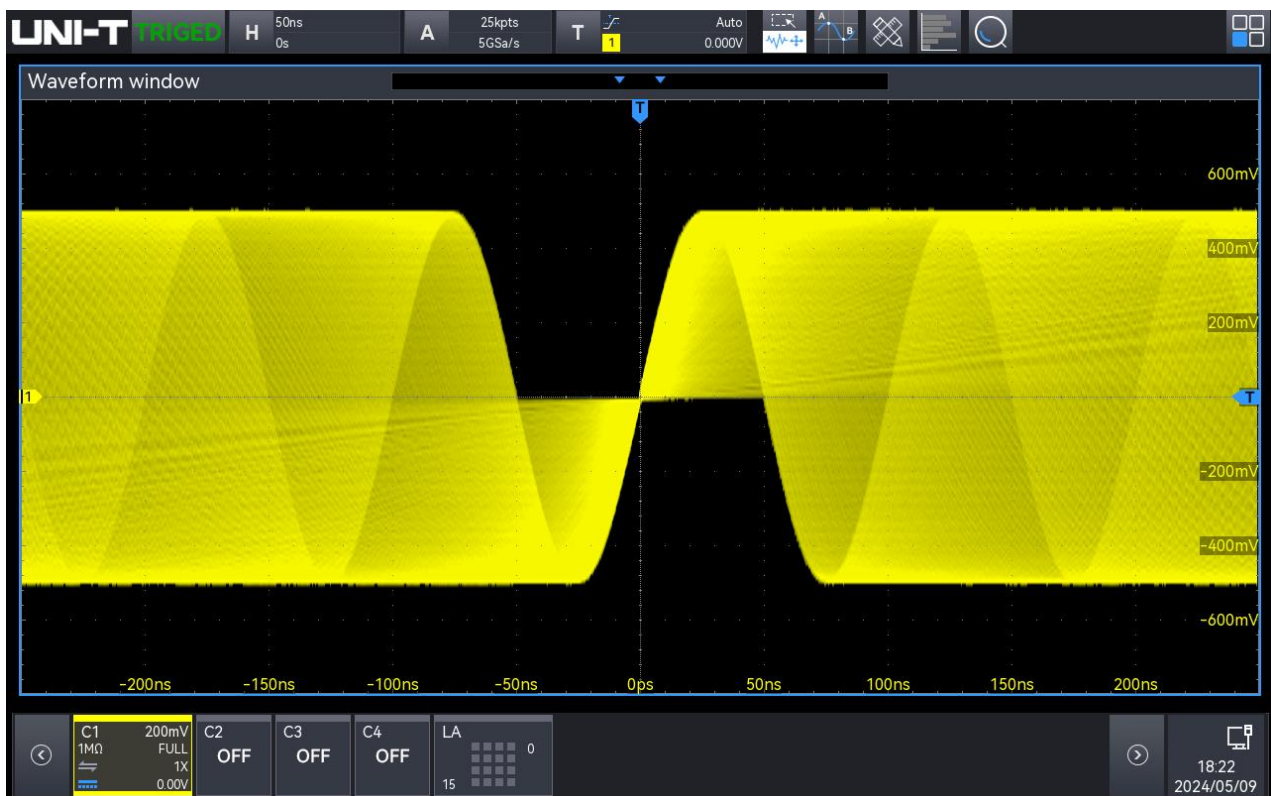 UNI-T TRIGED H 50ns A 25kpts T Auto
0s 5GSa/s 1 0.000V
A B
Waveform window
T
600mV
400mV
200mV
1 T
-200mV
-400mV
-600mV
-200ns -150ns -100ns -50ns 0ps 50ns 100ns 150ns 200ns
C1 200mV C2 C3 C4 LA
1MΩ FULL OFF OFF OFF 0
1X
0.00V 15
18:22
2024/05/09